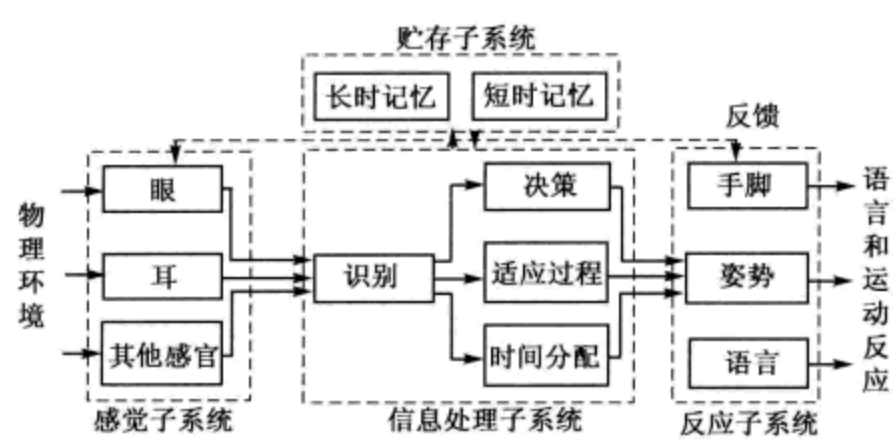 贮存子系统
长时记忆
短时记忆
反馈
物理环境
眼
耳
其他感官
感觉子系统
识别
决策
适应过程
时间分配
信息处理子系统
手脚
姿势
语言
反应子系统
语言和运动反应